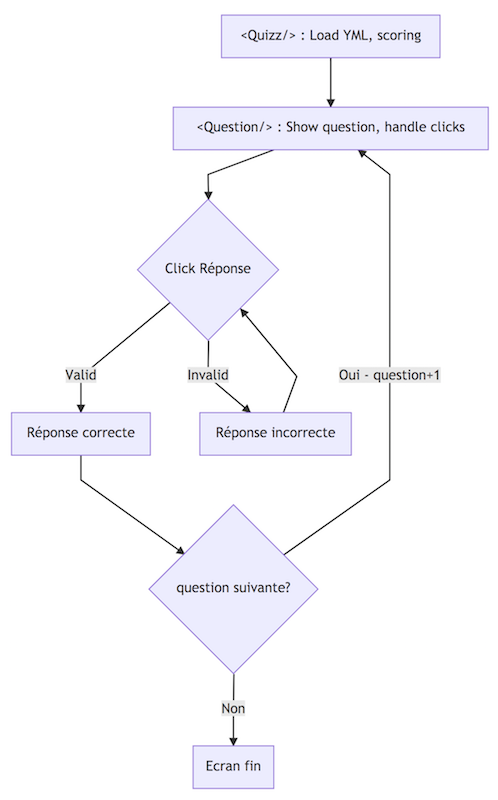 <Quizz/> : Load YML, scoring
<Question/> : Show question, handle clicks
Click Réponse
Valid
Invalid
Oui - question+1
Réponse correcte
Réponse incorrecte
question suivante?
Non
Ecran fin